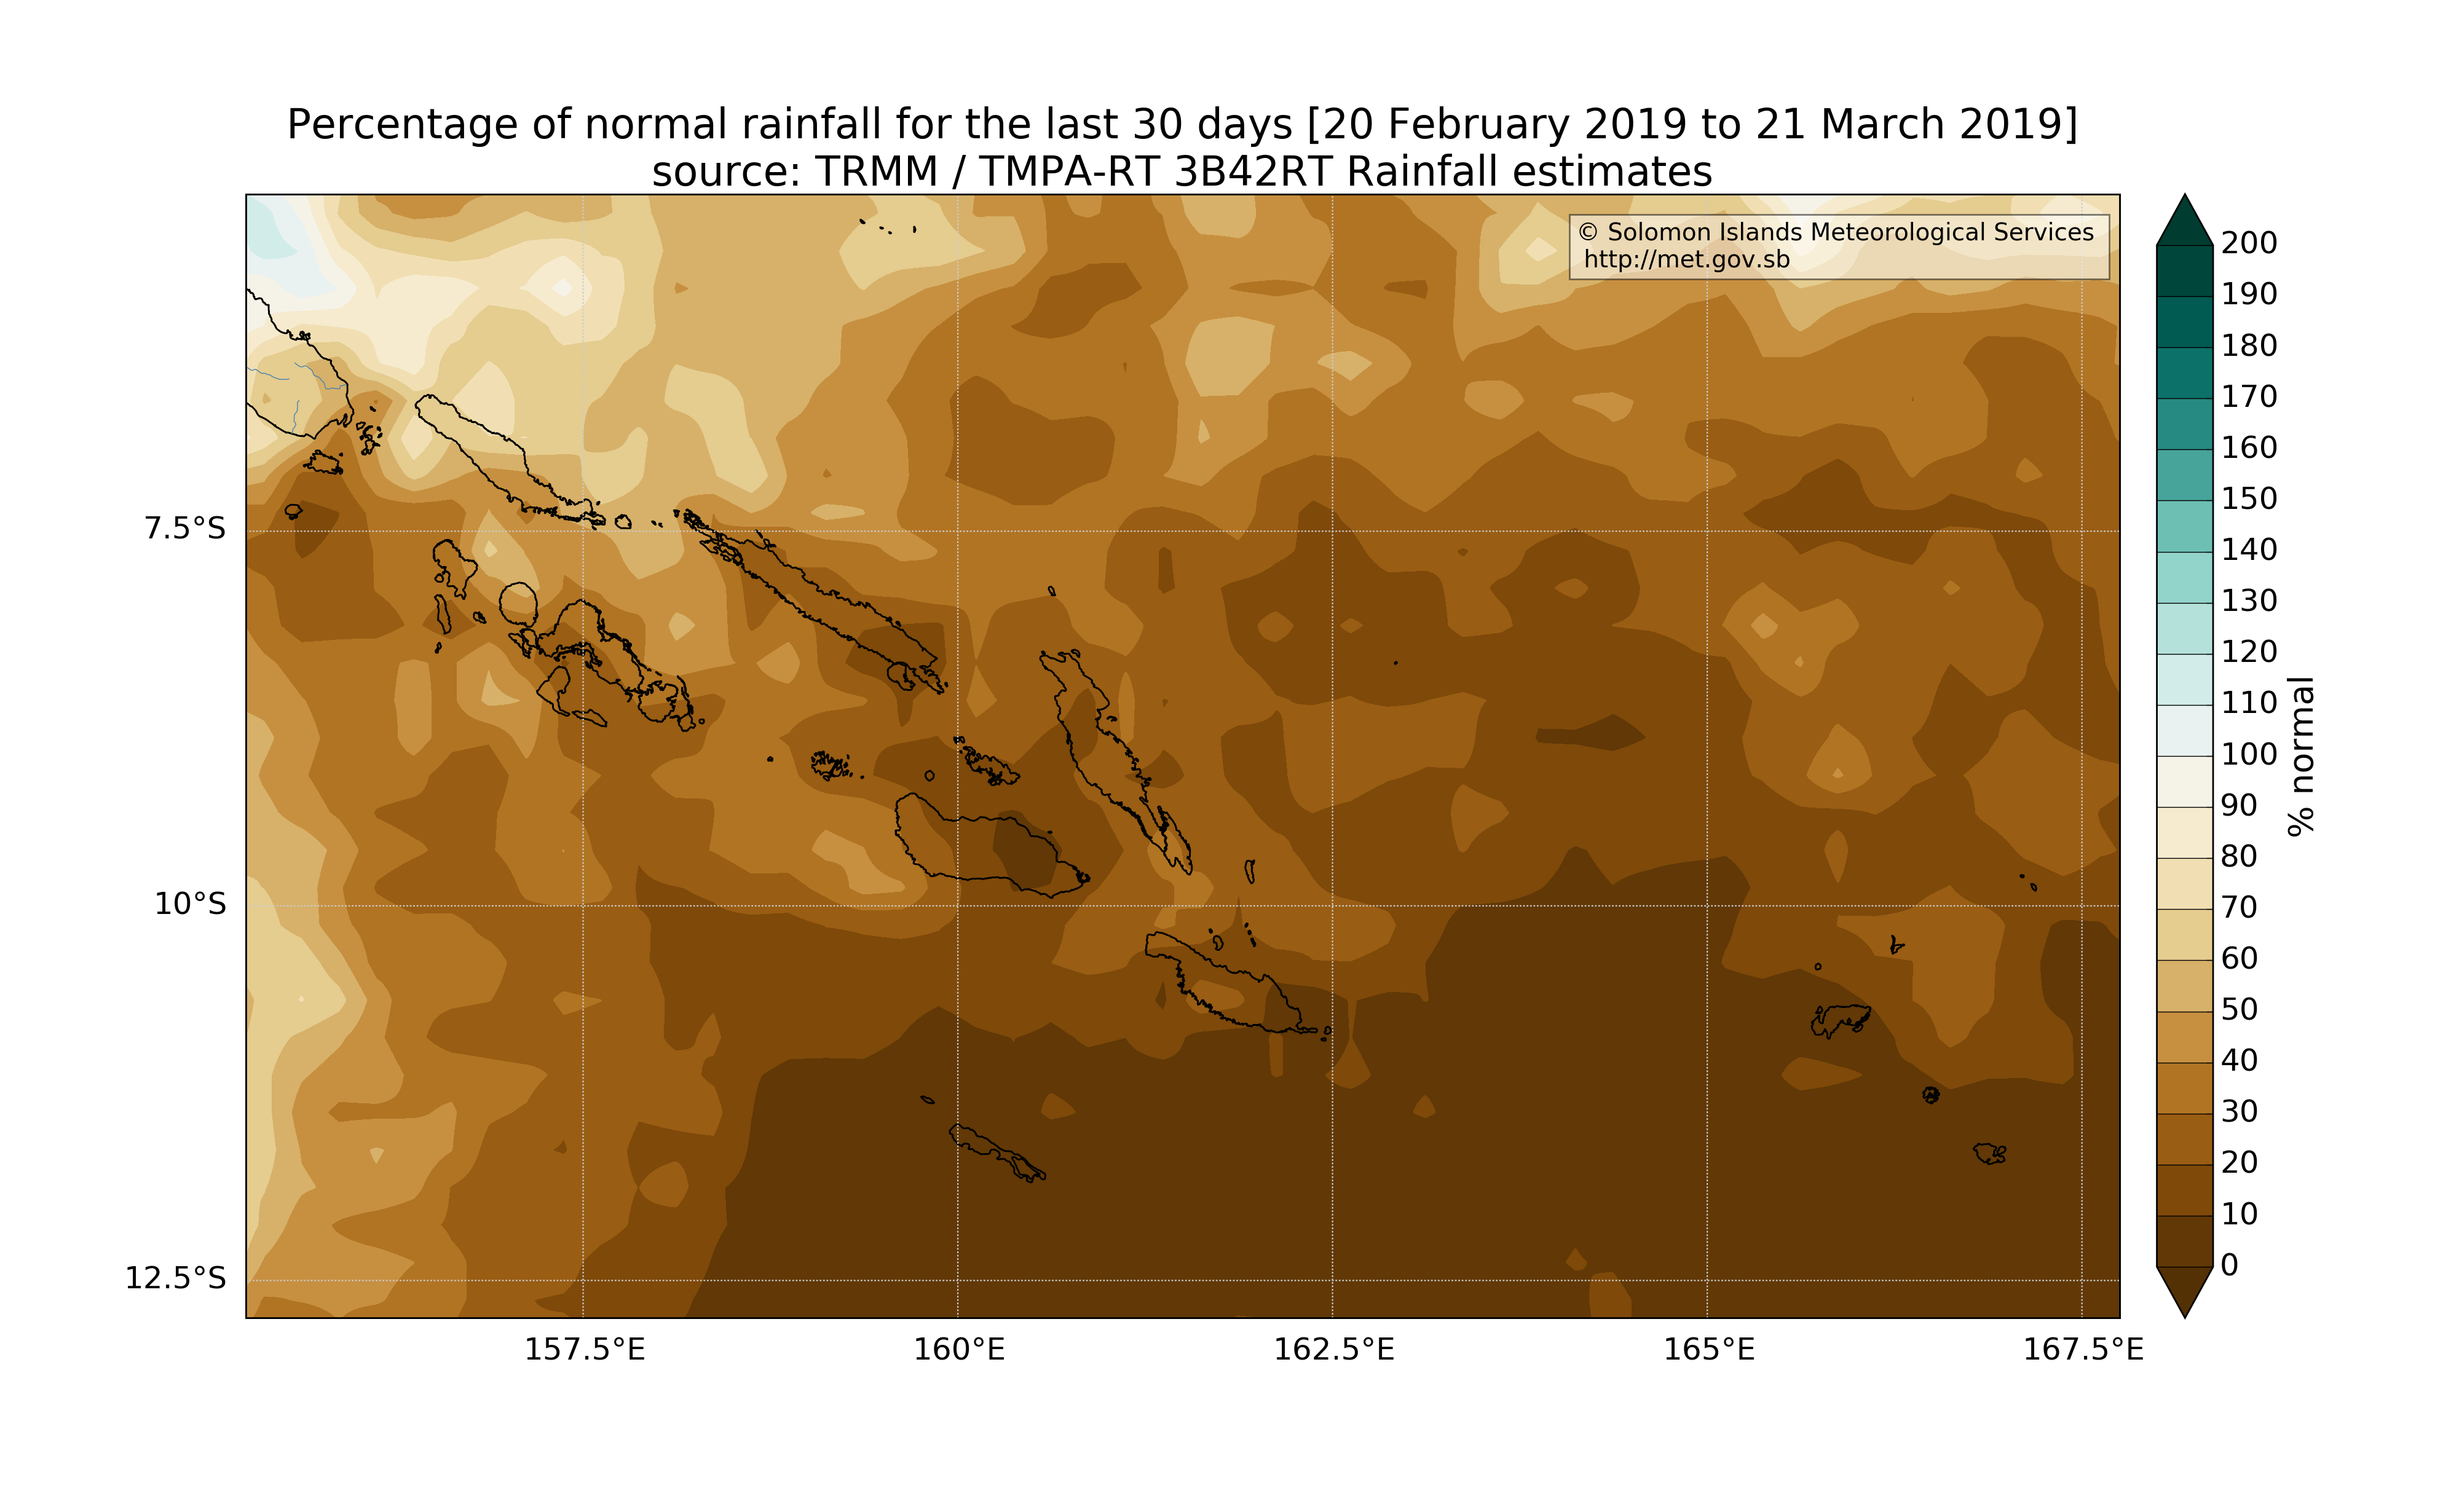 Percentage of normal rainfall for the last 30 days [20 February 2019 to 21 March 2019]
source: TRMM / TMPA-RT 3B42RT Rainfall estimates
© Solomon Islands Meteorological Services
http://met.gov.sb
7.5°S
10°S
12.5°S
157.5°E
160°E
162.5°E
165°E
167.5°E
200
190
180
170
160
150
140
130
120
110
100
90
80
70
60
50
40
30
20
10
0
% normal